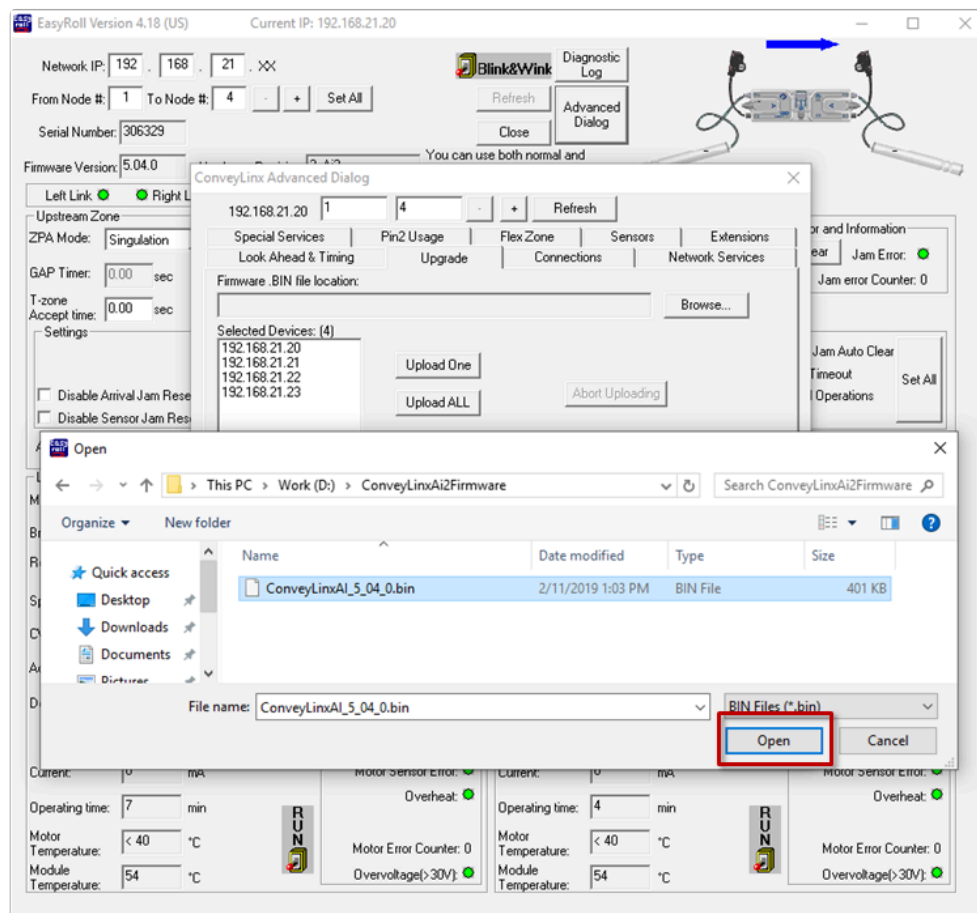 EasyRoll Version 4.18 (US) Current IP: 192.168.21.20
Network IP: 192 . 168 . 21 . XX
Blink&Wink
Diagnostic Log
From Node #: 1 To Node #: 4 - + Set All
Refresh
Advanced Dialog
Serial Number: 306329
Close
You can use both normal and
Firmware Version: 5.04.0
Left Link Right L
ConveyLinx Advanced Dialog
192.168.21.20 1 4 - + Refresh
Special Services Pin2 Usage Flex Zone Sensors Extensions
Look Ahead & Timing Upgrade Connections Network Services
Firmware .BIN file location:
Browse...
Selected Devices: (4)
192.168.21.20
192.168.21.21
192.168.21.22
192.168.21.23
Upload One
Upload ALL
Abort Uploading
Upstream Zone
ZPA Mode: Singulation
GAP Timer: 0.00 sec
T-zone
Accept time: 0.00 sec
Settings
Disable Arrival Jam Rese
Disable Sensor Jam Res
or and Information
ear Jam Error:
Jam error Counter: 0
Jam Auto Clear
Timeout
Operations
Set All
Open
This PC > Work (D:) > ConveyLinxAi2Firmware
Search ConveyLinxAi2Firmware
Organize New folder
Name Date modified Type Size
Quick access
Desktop
Downloads
Documents
Pictures
ConveyLinxAI_5_04_0.bin 2/11/2019 1:03 PM BIN File 401 KB
File name: ConveyLinxAI_5_04_0.bin
BIN Files (*.bin)
Open Cancel
Current: 0 mA
Motor Sensor Error:
Current: 0 mA
Motor Sensor Error:
Overheat:
Overheat:
Operating time: 7 min
RUN
Operating time: 4 min
RUN
Motor Temperature: < 40 °C
Motor Error Counter: 0
Motor Temperature: < 40 °C
Motor Error Counter: 0
Module Temperature: 54 °C
Overvoltage(>30V):
Module Temperature: 54 °C
Overvoltage(>30V):